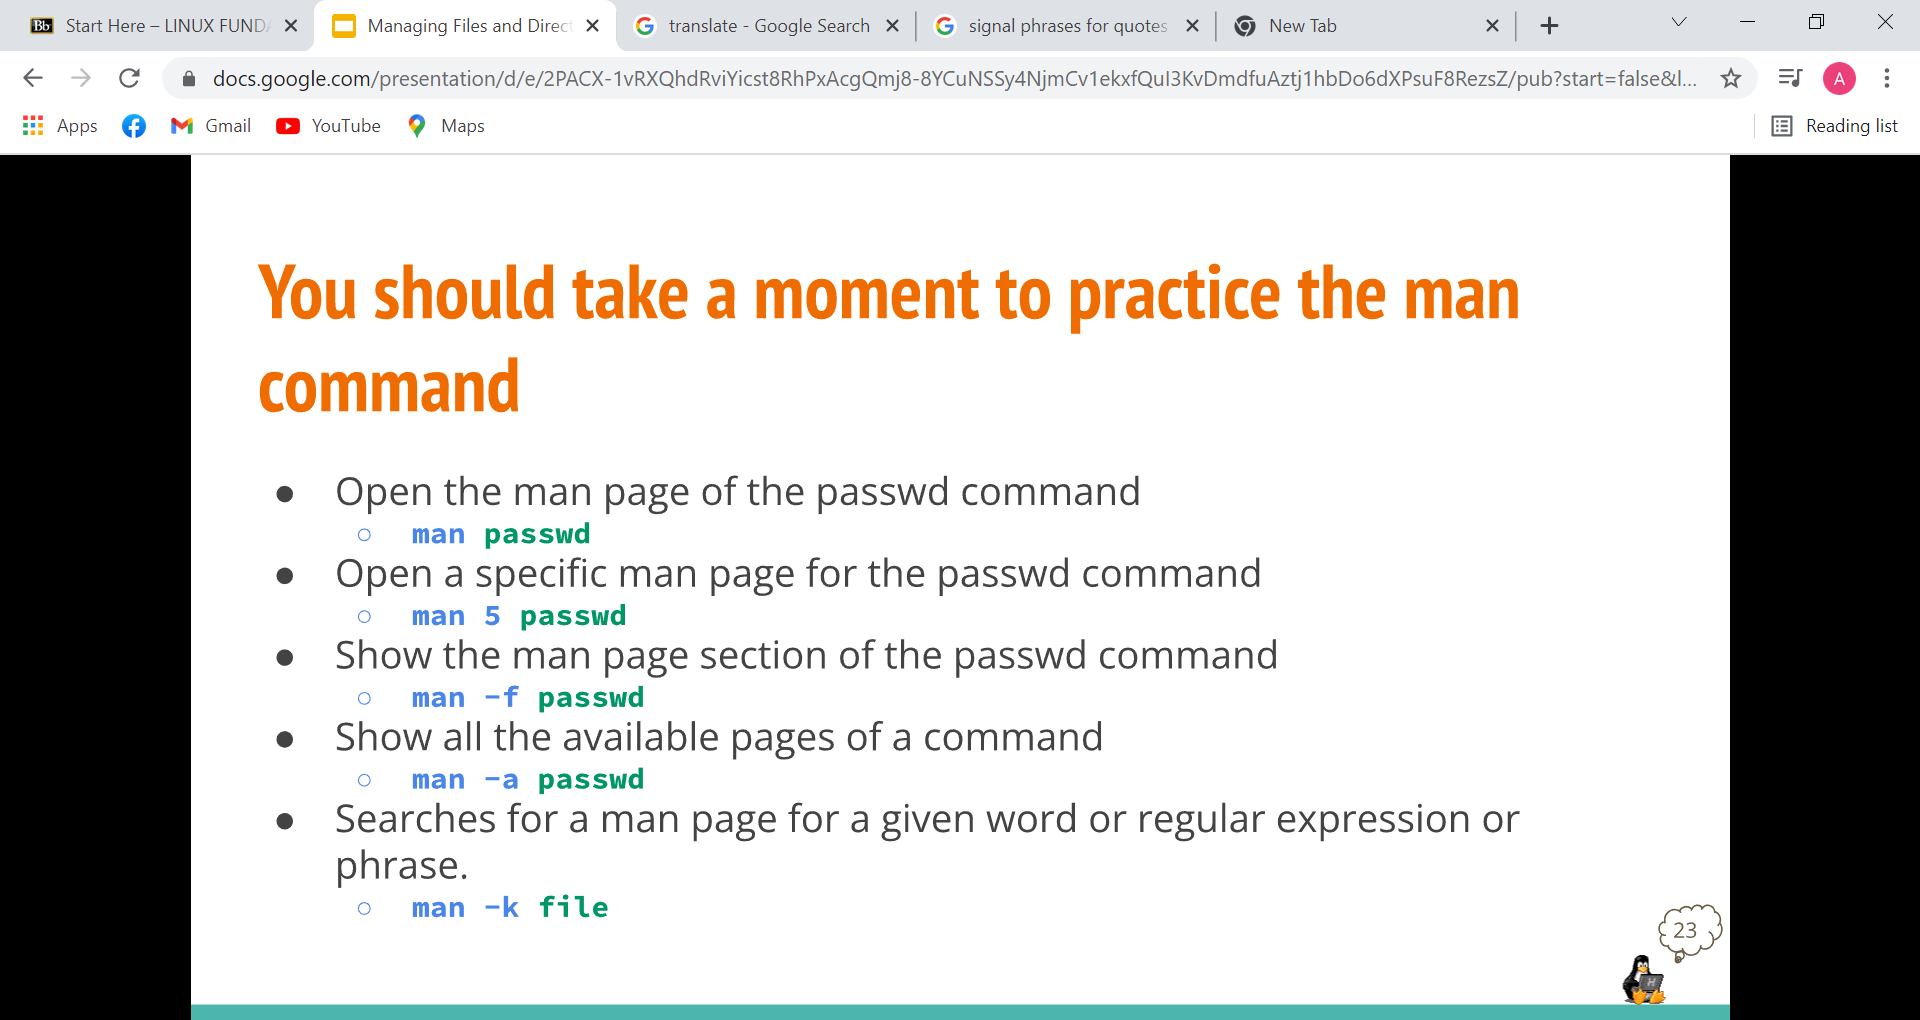 Bb Start Here – LINUX FUNDA
Managing Files and Direct
translate - Google Search
signal phrases for quotes
New Tab
docs.google.com/presentation/d/e/2PACX-1vRXQhdRviYicst8RhPxAcgQmj8-8YCuNSSy4NjmCv1ekxfQuI3KvDmdfuAztj1hbDo6dXPsuF8RezsZ/pub?start=false&l...
A
Apps
Gmail
YouTube
Maps
Reading list
You should take a moment to practice the man
command
● Open the man page of the passwd command
○ man passwd
● Open a specific man page for the passwd command
○ man 5 passwd
● Show the man page section of the passwd command
○ man -f passwd
● Show all the available pages of a command
○ man -a passwd
● Searches for a man page for a given word or regular expression or
phrase.
○ man -k file
23